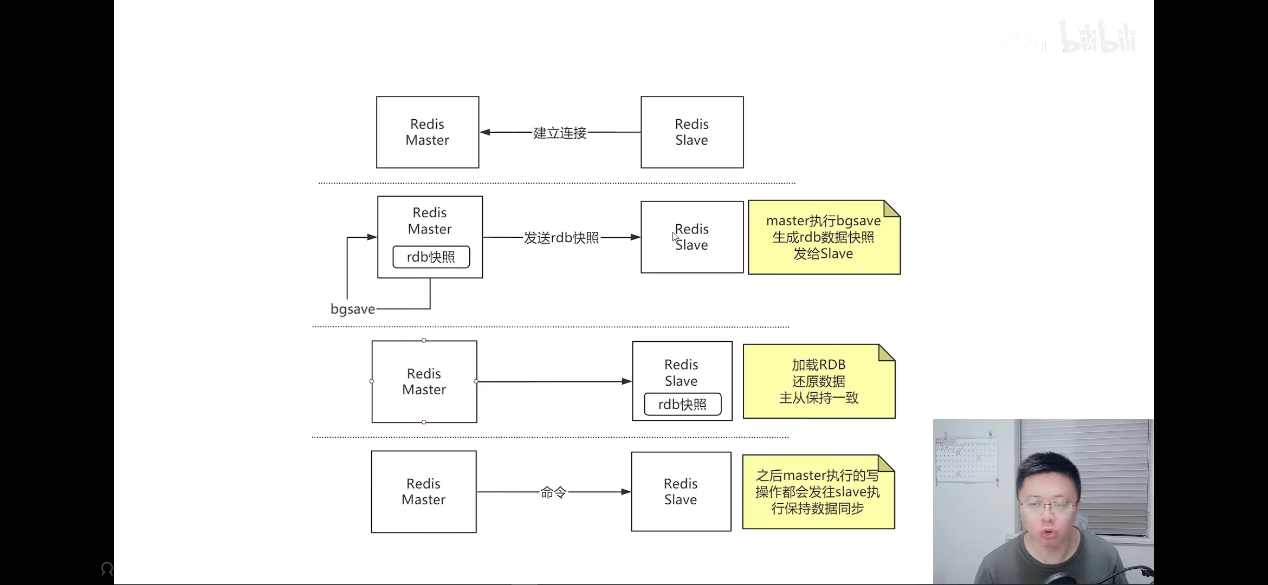 bilibili
Redis
Master
建立连接
Redis
Slave
Redis
Master
rdb快照
bgsave
发送rdb快照
Redis
Slave
master执行bgsave
生成rdb数据快照
发给Slave
Redis
Master
Redis
Slave
rdb快照
加载RDB
还原数据
主从保持一致
Redis
Master
命令
Redis
Slave
之后master执行的写
操作都会发往slave执
行保持数据同步